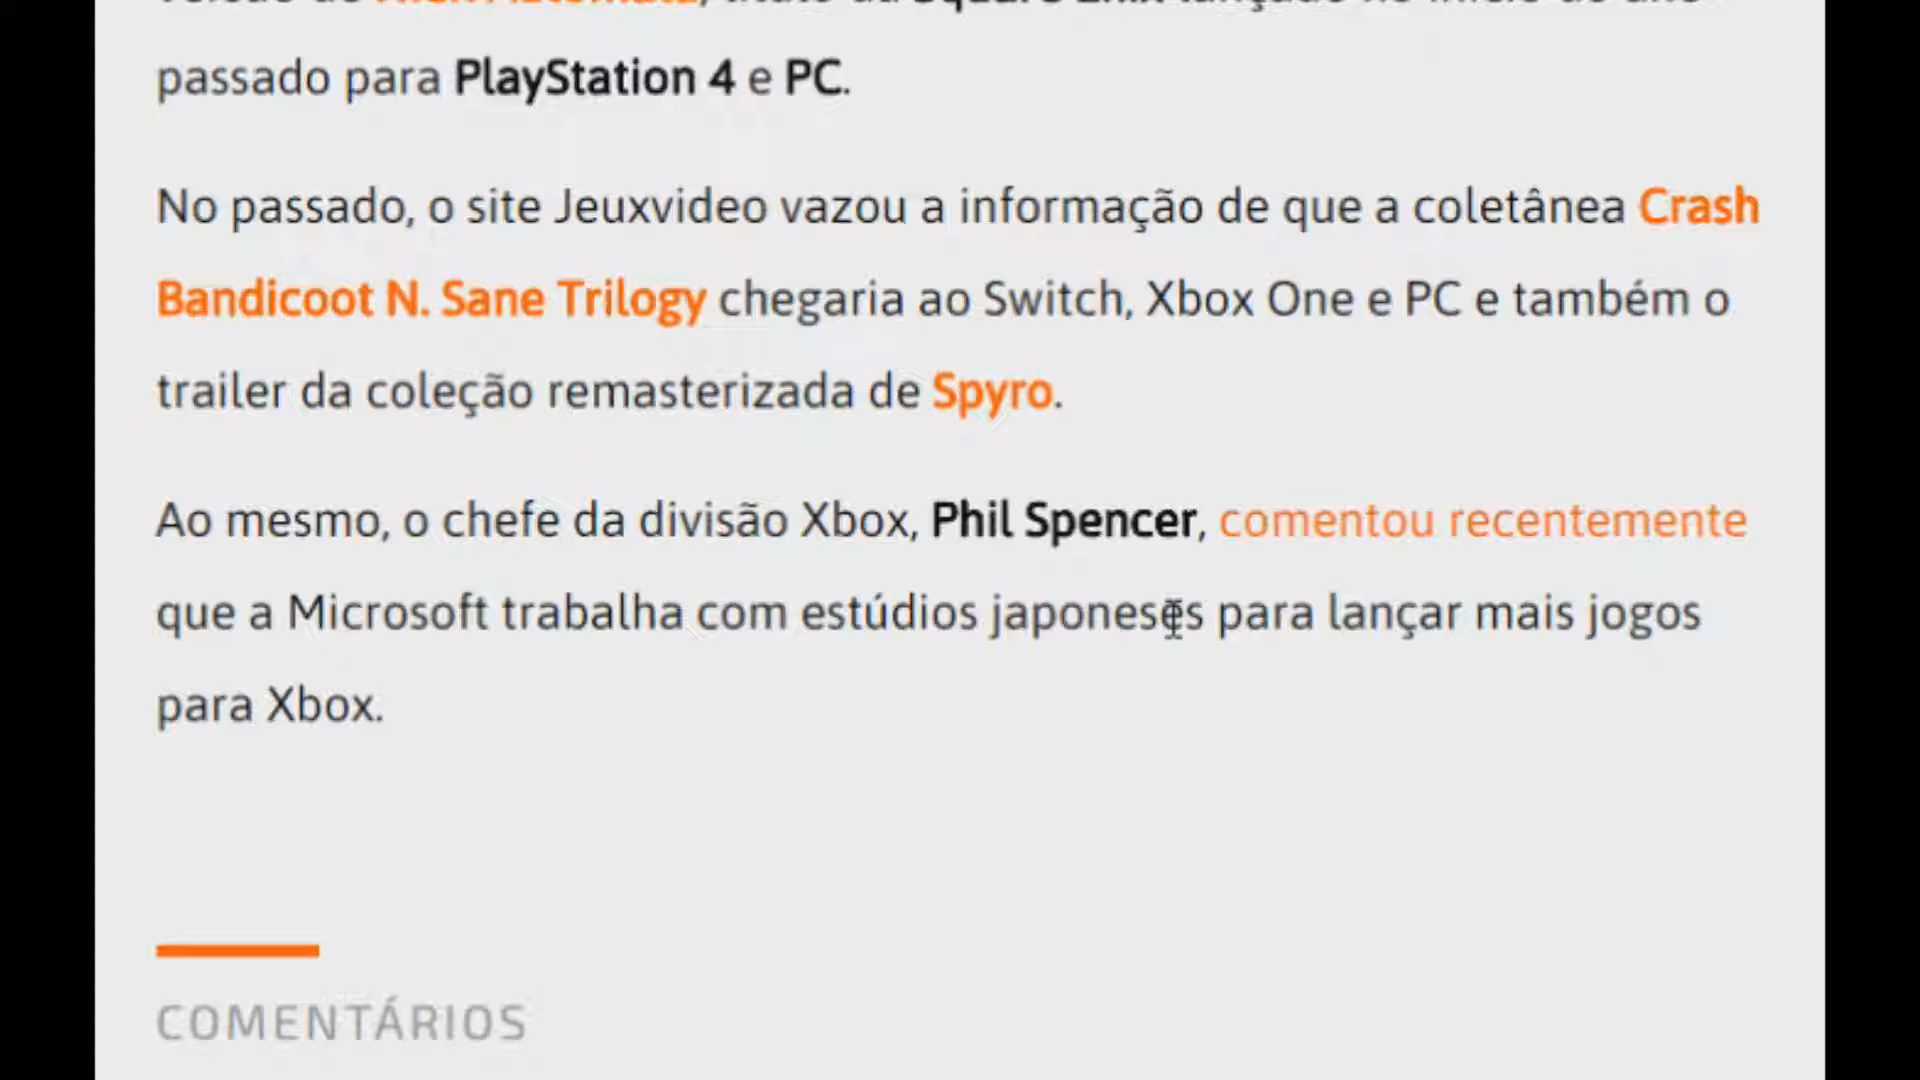 passado para PlayStation 4 e PC.
No passado, o site Jeuxvideo vazou a informação de que a coletânea Crash
Bandicoot N. Sane Trilogy chegaria ao Switch, Xbox One e PC e também o
trailer da coleção remasterizada de Spyro.
Ao mesmo, o chefe da divisão Xbox, Phil Spencer, comentou recentemente
que a Microsoft trabalha com estúdios japoneses para lançar mais jogos
para Xbox.
COMENTÁRIOS